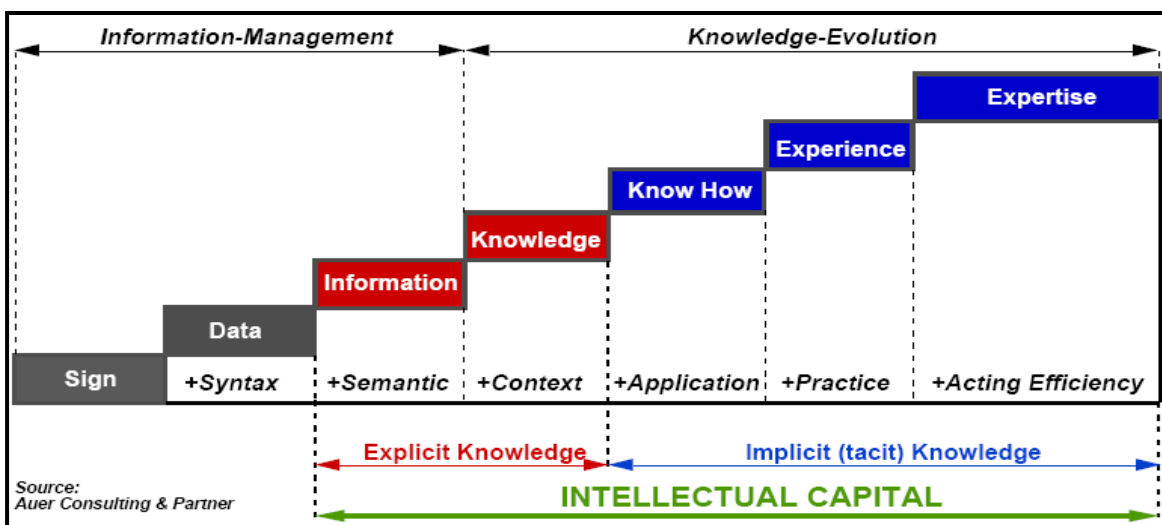 Information-Management
Knowledge-Evolution
Expertise
Experience
Know How
Knowledge
Information
Data
Sign
+Syntax
+Semantic
+Context
+Application
+Practice
+Acting Efficiency
Explicit Knowledge
Implicit (tacit) Knowledge
Source:
Auer Consulting & Partner
INTELLECTUAL CAPITAL